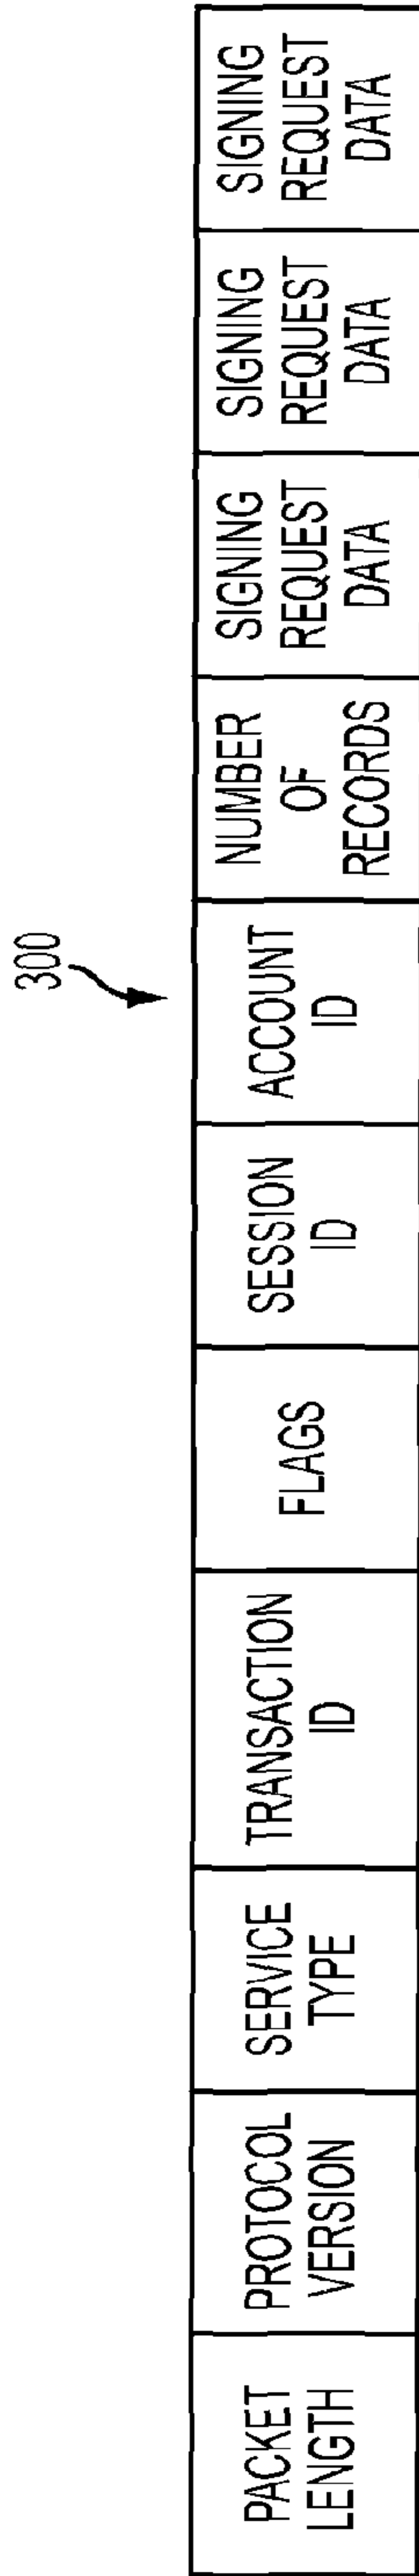 300
PACKET
LENGTH
PROTOCOL
VERSION
SERVICE
TYPE
TRANSACTION
ID
FLAGS
SESSION
ID
ACCOUNT
ID
NUMBER
OF
RECORDS
SIGNING
REQUEST
DATA
SIGNING
REQUEST
DATA
SIGNING
REQUEST
DATA